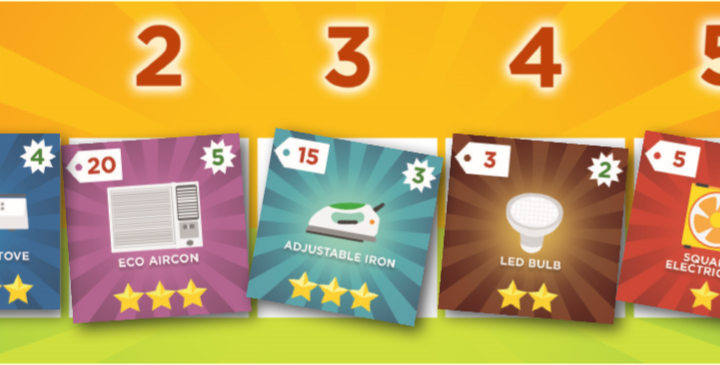 2 3 4 5
4
TOVE
20 5
ECO AIRCON
15 3
ADJUSTABLE IRON
3 2
LED BULB
5
SQUA
ELECTRIC